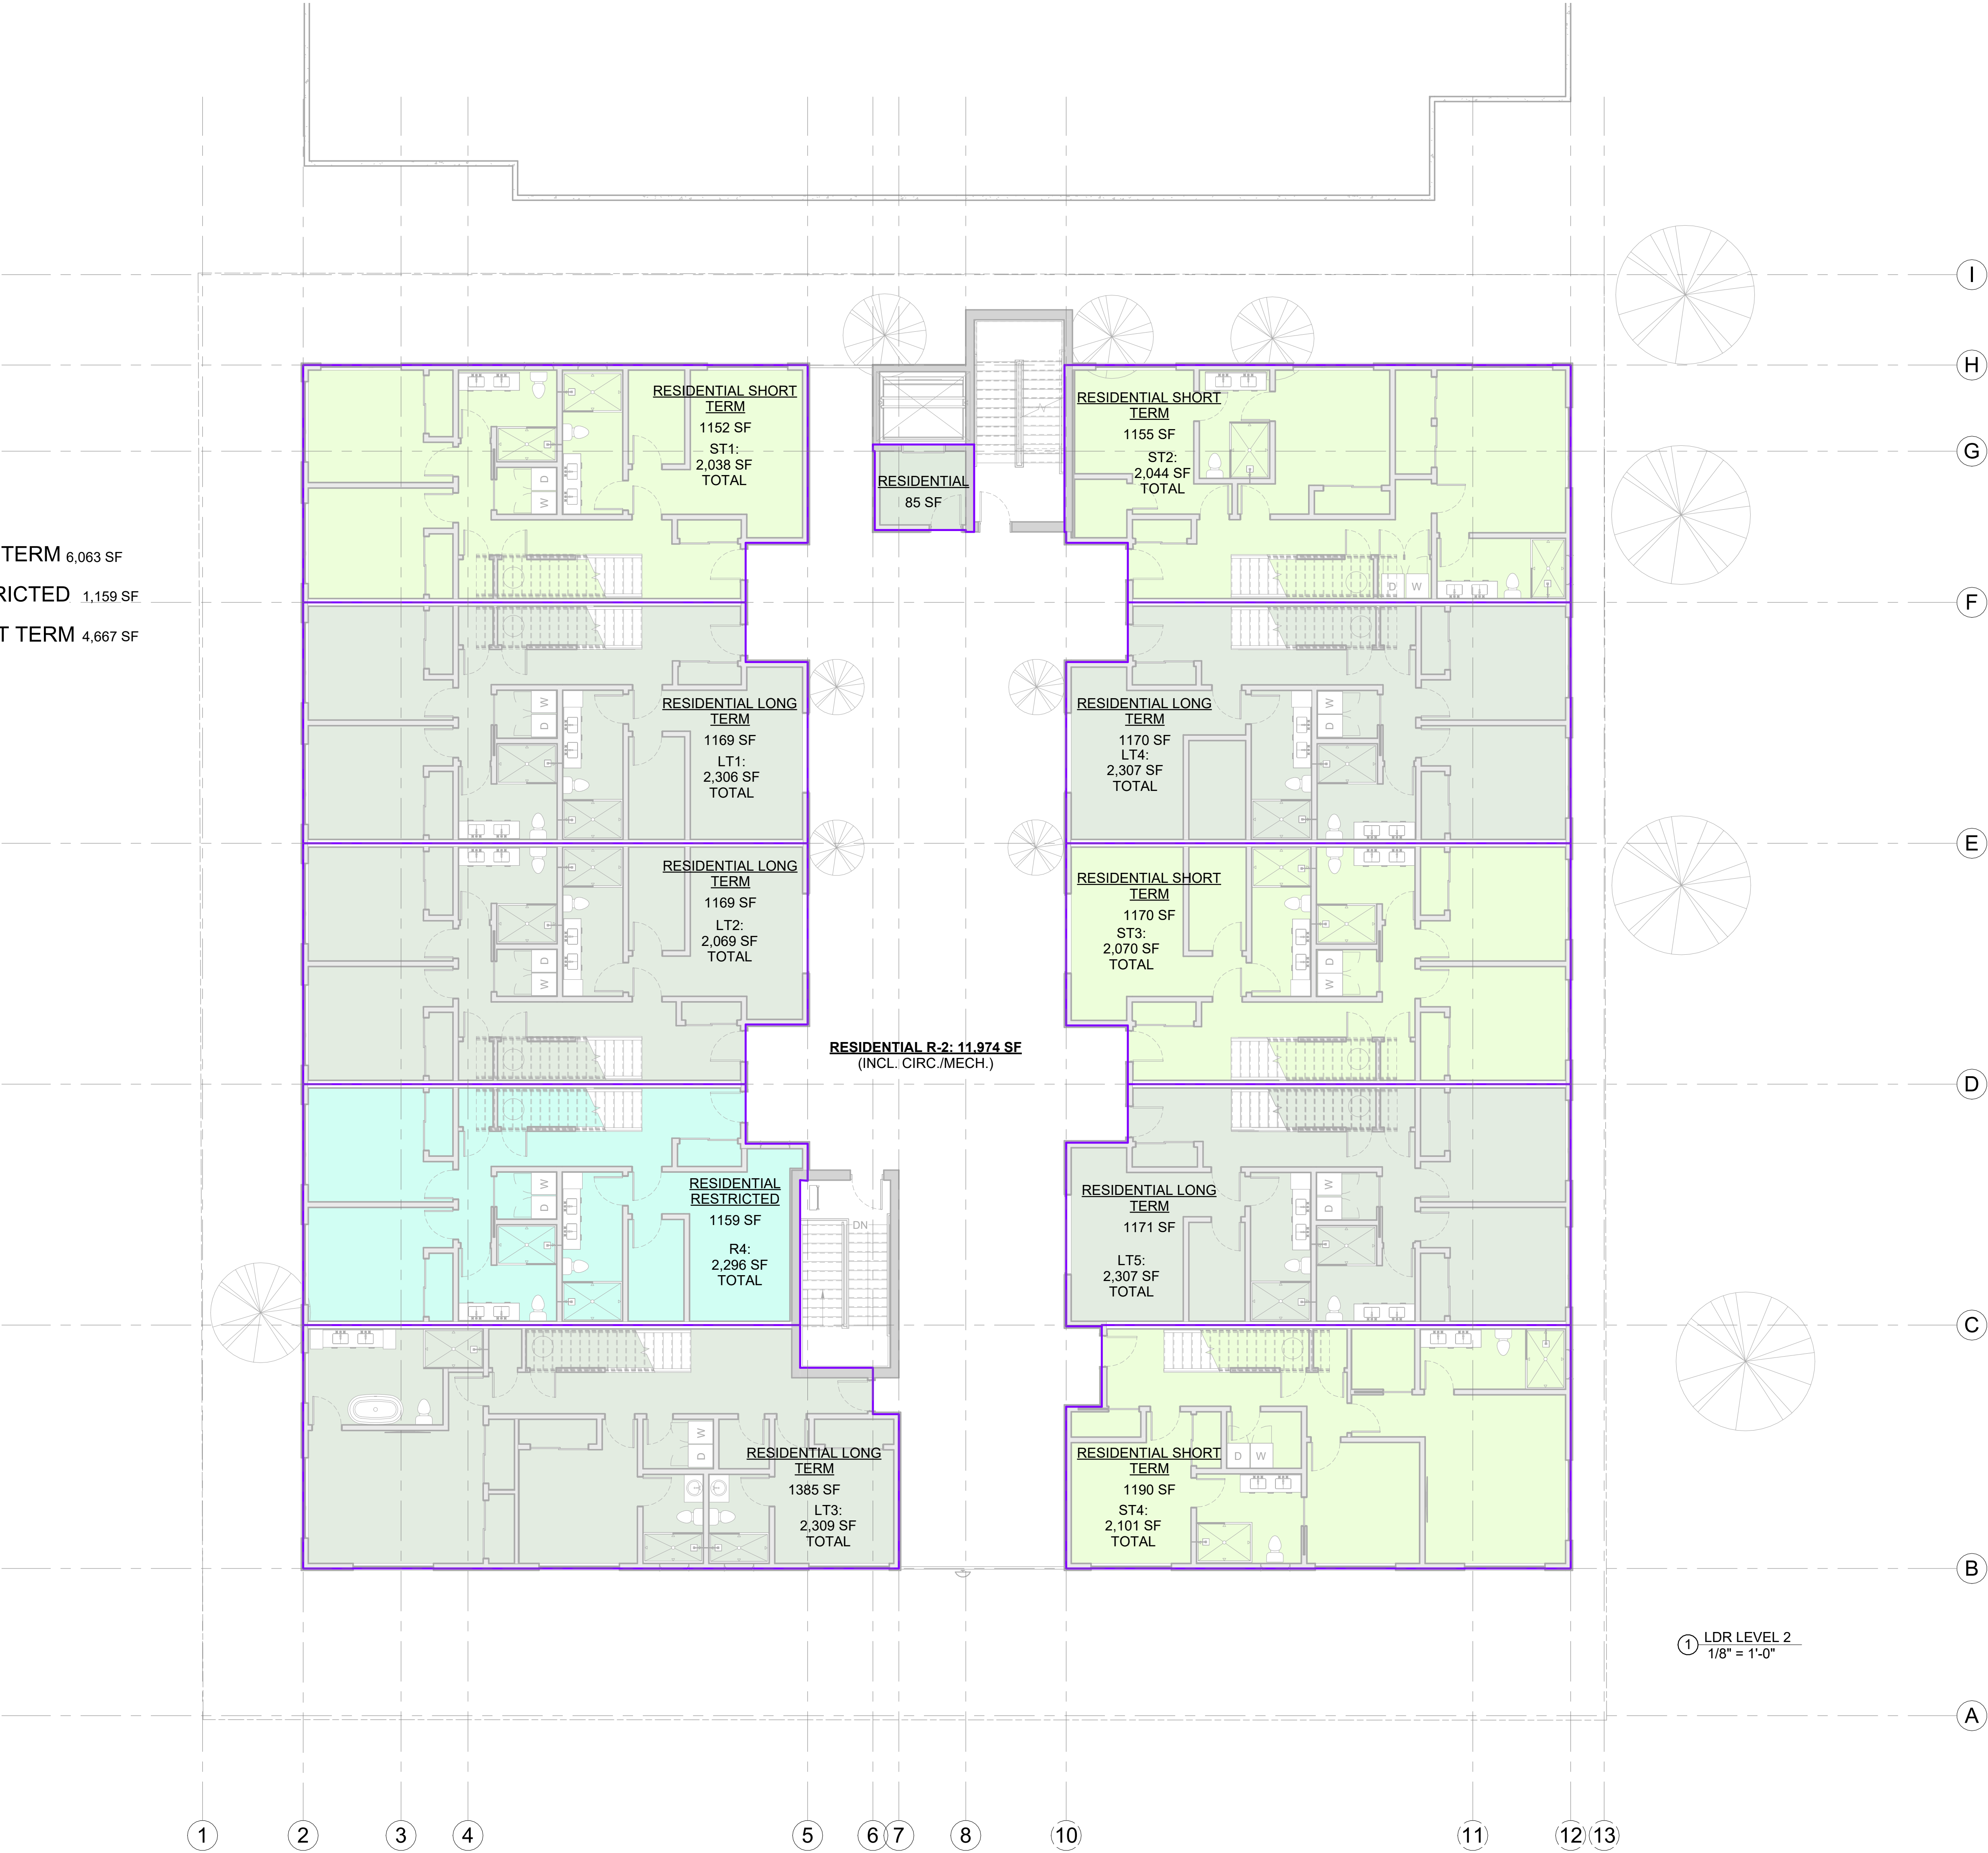 I
H
RESIDENTIAL SHORT
TERM
1152 SF
ST1:
2,038 SF
TOTAL
RESIDENTIAL SHORT
TERM
1155 SF
ST2:
2,044 SF
TOTAL
G
RESIDENTIAL
85 SF
D
W
TERM 6,063 SF
RICTED 1,159 SF
T TERM 4,667 SF
D W
F
RESIDENTIAL LONG
TERM
1169 SF
LT1:
2,306 SF
TOTAL
W
D
RESIDENTIAL LONG
TERM
1170 SF
LT4:
2,307 SF
TOTAL
W
D
E
RESIDENTIAL LONG
TERM
1169 SF
LT2:
2,069 SF
TOTAL
D
W
RESIDENTIAL SHORT
TERM
1170 SF
ST3:
2,070 SF
TOTAL
D
W
RESIDENTIAL R-2: 11,974 SF
(INCL. CIRC./MECH.)
D
RESIDENTIAL
RESTRICTED
1159 SF
R4:
2,296 SF
TOTAL
W
D
DN
RESIDENTIAL LONG
TERM
1171 SF
LT5:
2,307 SF
TOTAL
W
D
C
RESIDENTIAL LONG
TERM
1385 SF
LT3:
2,309 SF
TOTAL
W
D
RESIDENTIAL SHORT
TERM
1190 SF
ST4:
2,101 SF
TOTAL
D W
B
1 LDR LEVEL 2
1/8" = 1'-0"
A
1 2 3 4 5 6 7 8 10 11 12 13